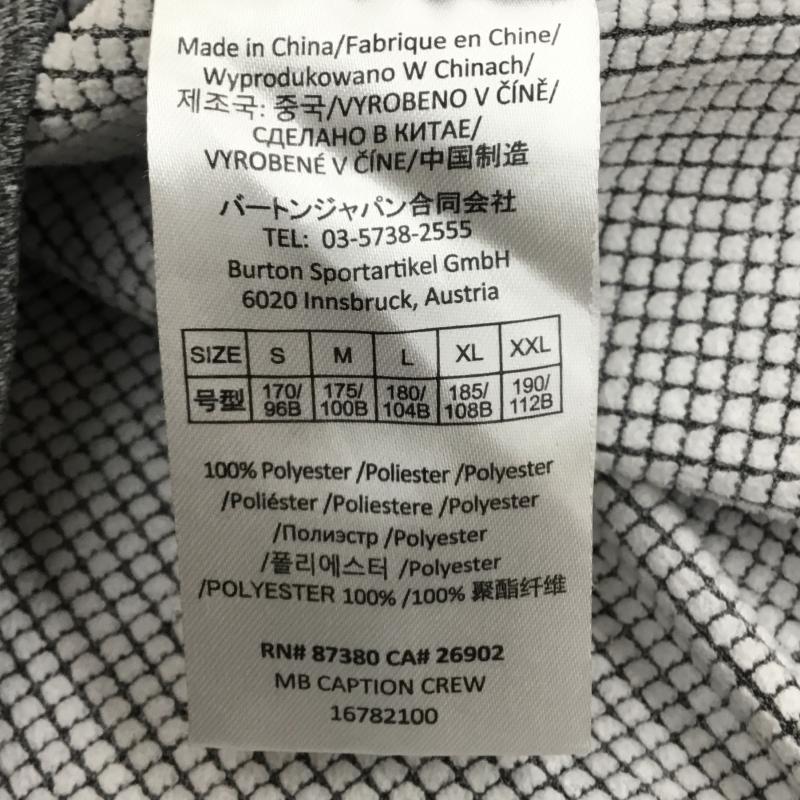 Made in China/Fabrique en Chine/
Wyprodukowano W Chinach/
제조국: 중국/VYROBENO V ČÍNĚ/
СДЕЛАНО В КИТАЕ/
VYROBENÉ V ČÍNE/中国制造
バートンジャパン合同会社
TEL: 03-5738-2555
Burton Sportartikel GmbH
6020 Innsbruck, Austria
SIZE S M L XL XXL
号型 170/96B 175/100B 180/104B 185/108B 190/112B
100% Polyester /Poliester /Polyester
/Poliéster /Poliestere /Polyester
/Полиэстр /Polyester
/폴리에스터 /Polyester
/POLYESTER 100% /100% 聚酯纤维
RN# 87380 CA# 26902
MB CAPTION CREW
16782100